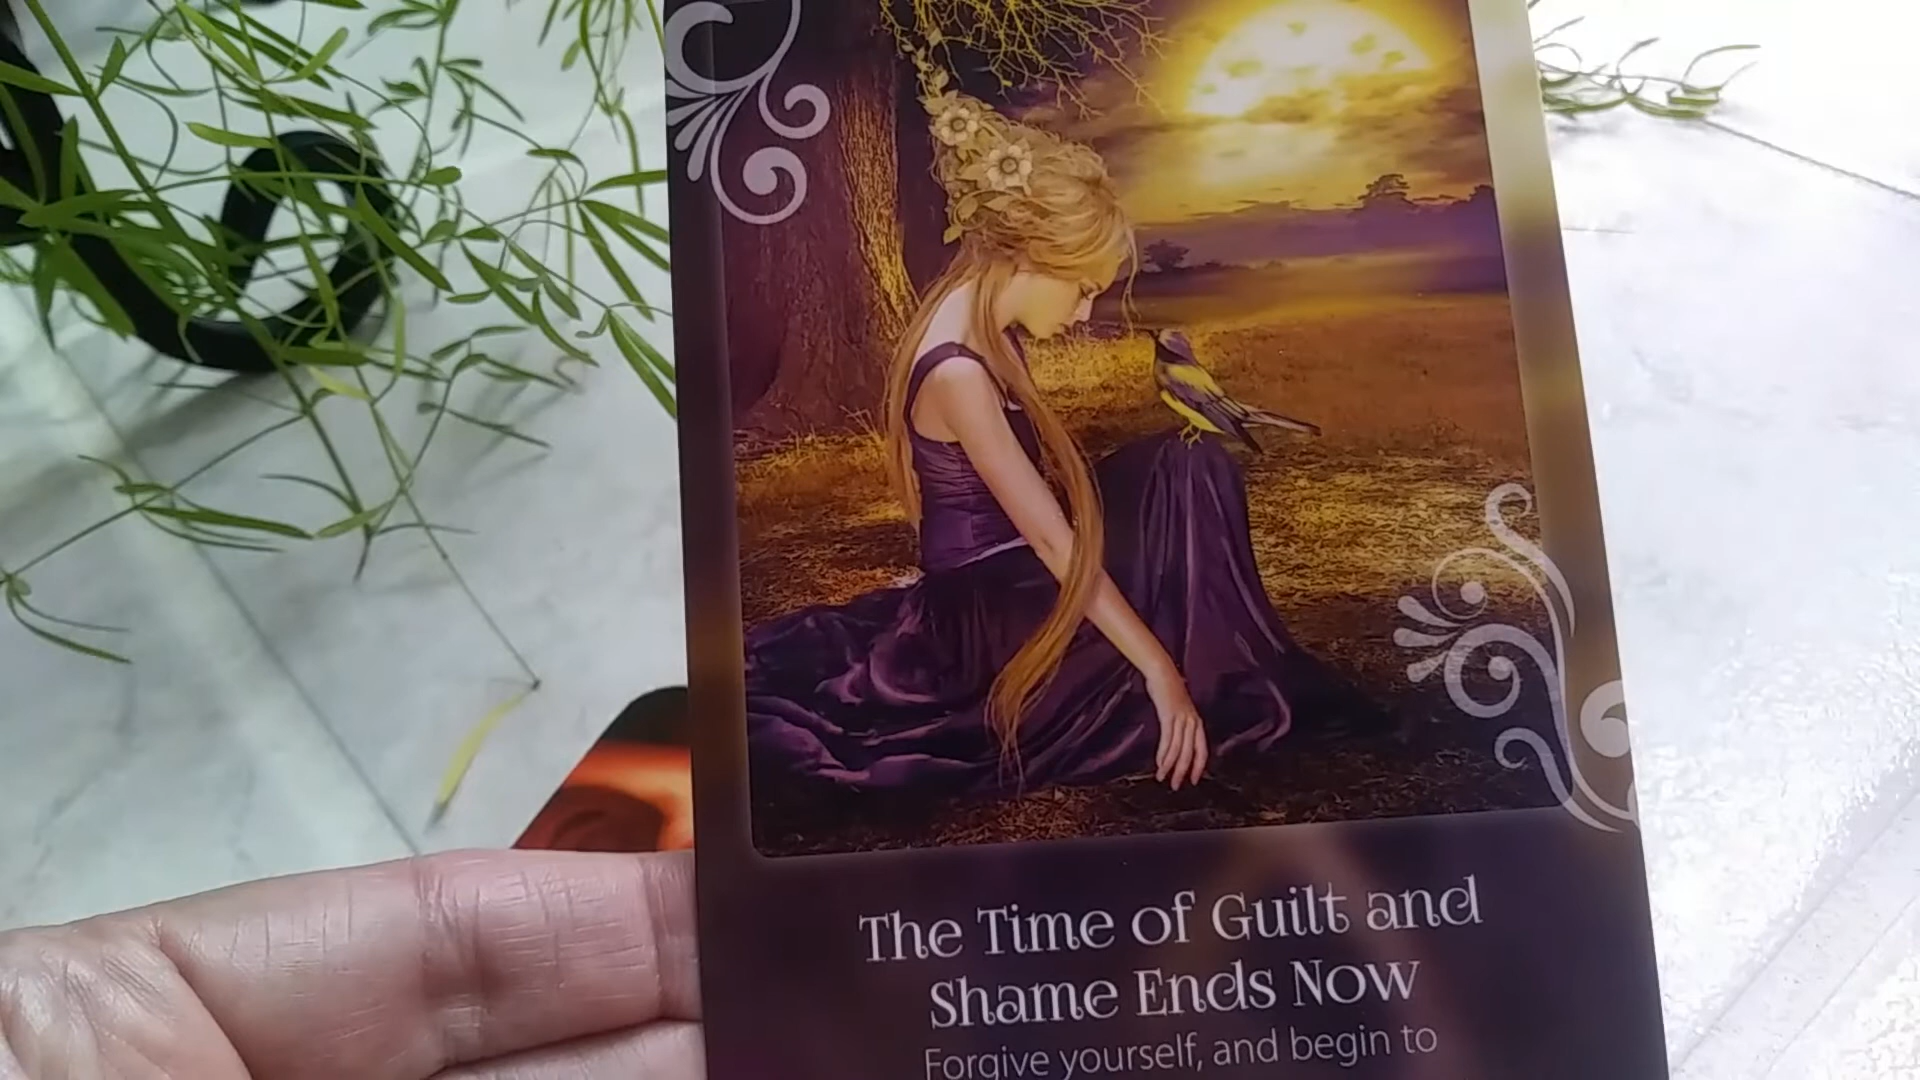 The Time of Guilt and
Shame Ends Now
Forgive yourself, and begin to